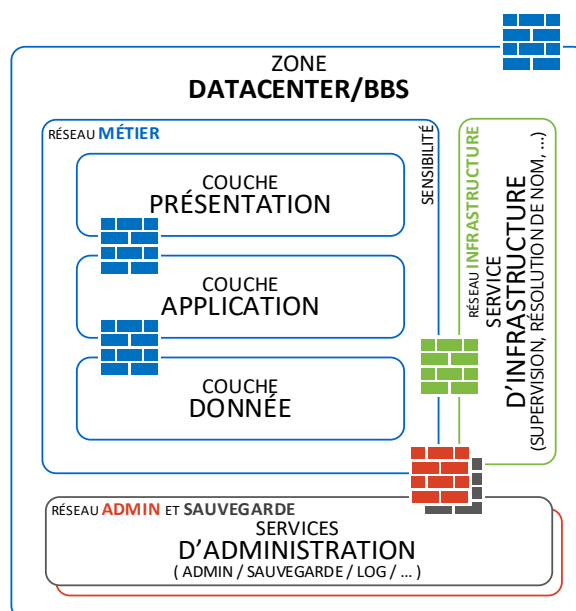 ZONE
DATACENTER/BBS
RÉSEAU MÉTIER
SENSIBILITÉ
COUCHE
PRÉSENTATION
COUCHE
APPLICATION
COUCHE
DONNÉE
RÉSEAU INFRASTRUCTURE
SERVICE
D’INFRASTRUCTURE
(SUPERVISION, RÉSOLUTION DE NOM, ...)
RÉSEAU ADMIN ET SAUVEGARDE
SERVICES
D’ADMINISTRATION
( ADMIN / SAUVEGARDE / LOG / ... )